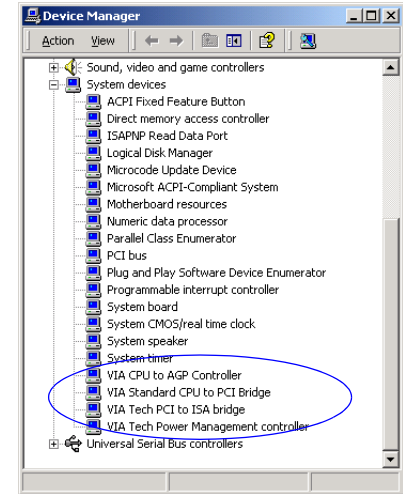 Device Manager
Action View
Sound, video and game controllers
System devices
ACPI Fixed Feature Button
Direct memory access controller
ISAPNP Read Data Port
Logical Disk Manager
Microcode Update Device
Microsoft ACPI-Compliant System
Motherboard resources
Numeric data processor
Parallel Class Enumerator
PCI bus
Plug and Play Software Device Enumerator
Programmable interrupt controller
System board
System CMOS/real time clock
System speaker
System timer
VIA CPU to AGP Controller
VIA Standard CPU to PCI Bridge
VIA Tech PCI to ISA bridge
VIA Tech Power Management controller
Universal Serial Bus controllers